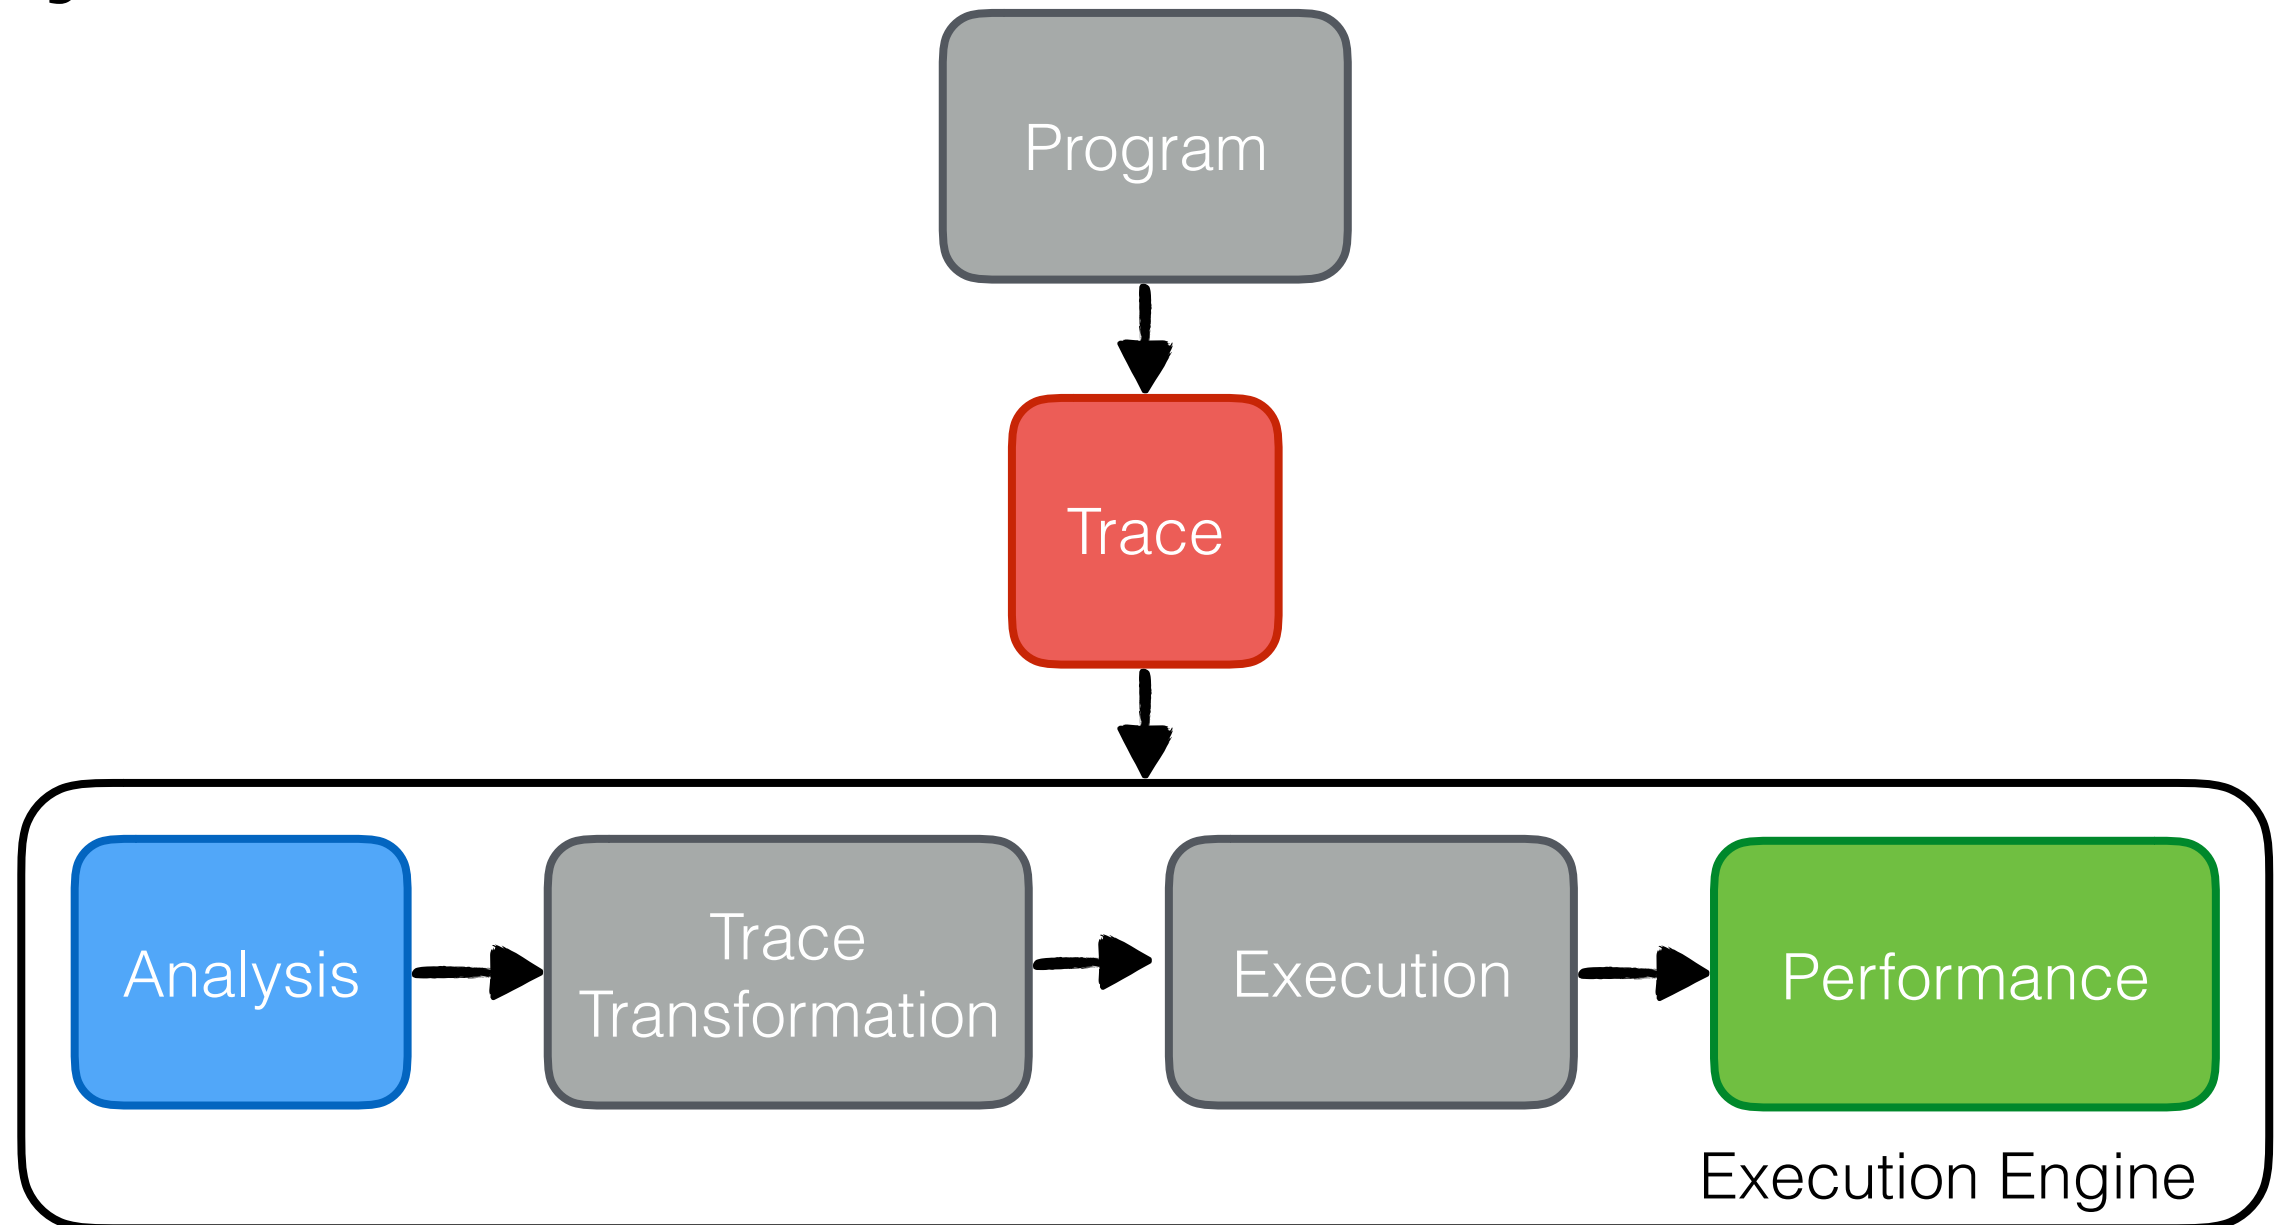 Program
Trace
Analysis
Trace
Transformation
Execution
Performance
Execution Engine